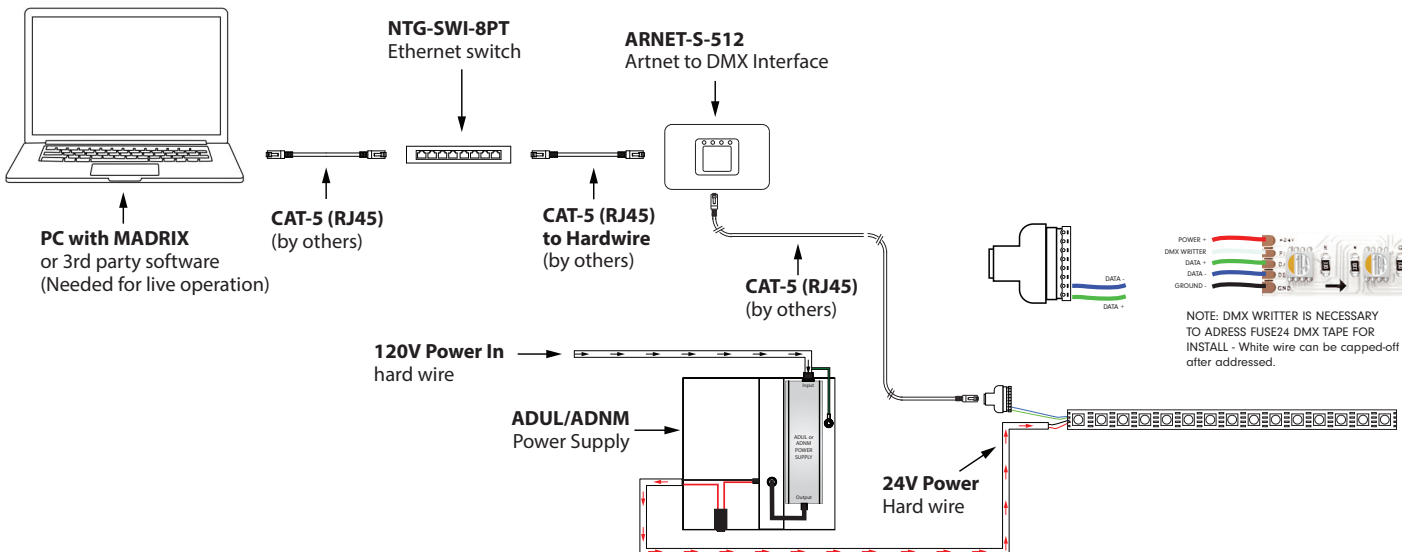 NTG-SWI-8PT
Ethernet switch
ARNET-S-512
Artnet to DMX Interface
CAT-5 (RJ45)
(by others)
CAT-5 (RJ45)
to Hardwire
(by others)
PC with MADRIX
or 3rd party software
(Needed for live operation)
CAT-5 (RJ45)
(by others)
DATA -
DATA +
POWER +
DMX WRITTER
DATA +
DATA -
GROUND -
+24V
GND
NOTE: DMX WRITTER IS NECESSARY
TO ADRESS FUSE24 DMX TAPE FOR
INSTALL - White wire can be capped-off
after addressed.
120V Power In
hard wire
ADUL/ADNM
Power Supply
Input
ADUL or
ADNM
POWER
SUPPLY
Output
24V Power
Hard wire